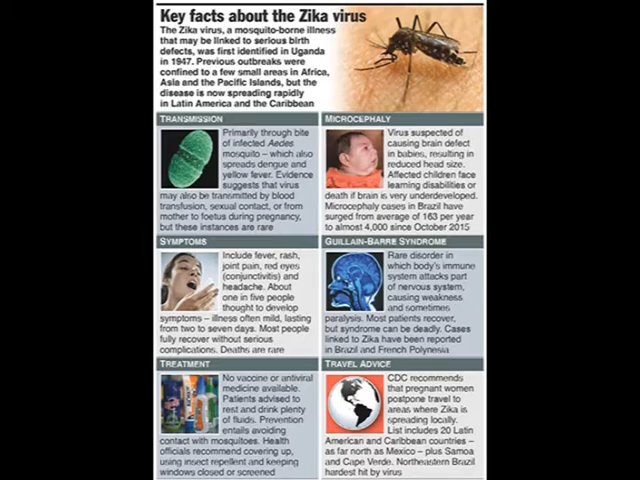 Key facts about the Zika virus
The Zika virus, a mosquito-borne illness
that may be linked to serious birth
defects, was first identified in Uganda
in 1947. Previous outbreaks were
confined to a few small areas in Africa,
Asia and the Pacific Islands, but the
disease is now spreading rapidly
in Latin America and the Caribbean
TRANSMISSION
Primarily through bite
of infected Aedes
mosquito – which also
spreads dengue and
yellow fever. Evidence
suggests that virus
may also be transmitted by blood
transfusion, sexual contact, or from
mother to foetus during pregnancy,
but these instances are rare
MICROCEPHALY
Virus suspected of
causing brain defect
in babies, resulting in
reduced head size.
Affected children face
learning disabilities or
death if brain is very underdeveloped.
Microcephaly cases in Brazil have
surged from average of 163 per year
to almost 4,000 since October 2015
SYMPTOMS
Include fever, rash,
joint pain, red eyes
(conjunctivitis) and
headache. About
one in five people
thought to develop
symptoms – illness often mild, lasting
from two to seven days. Most people
fully recover without serious
complications. Deaths are rare
GUILLAIN-BARRE SYNDROME
Rare disorder in
which body's immune
system attacks part
of nervous system,
causing weakness
and sometimes
paralysis. Most patients recover,
but syndrome can be deadly. Cases
linked to Zika have been reported
in Brazil and French Polynesia
TREATMENT
No vaccine or antiviral
medicine available.
Patients advised to
rest and drink plenty
of fluids. Prevention
entails avoiding
contact with mosquitoes. Health
officials recommend covering up,
using insect repellent and keeping
windows closed or screened
TRAVEL ADVICE
CDC recommends
that pregnant women
postpone travel to
areas where Zika is
spreading locally.
List includes 20 Latin
American and Caribbean countries –
as far north as Mexico – plus Samoa
and Cape Verde. Northeastern Brazil
hardest hit by virus